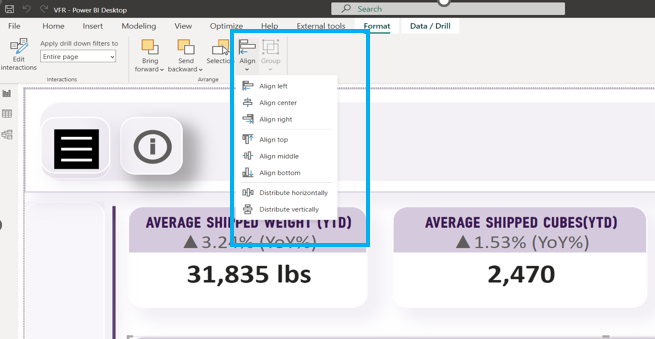 VFR - Power BI Desktop
Search
File Home Insert Modeling View Optimize Help External tools Format Data / Drill
Edit interactions
Apply drill down filters to
Entire page
Interactions
Bring forward
Send backward
Selection
Align
Group
Arrange
Align left
Align center
Align right
Align top
Align middle
Align bottom
Distribute horizontally
Distribute vertically
AVERAGE SHIPPED WEIGHT (YTD)
▲3.24% (YoY%)
31,835 lbs
AVERAGE SHIPPED CUBES(YTD)
▲1.53% (YoY%)
2,470